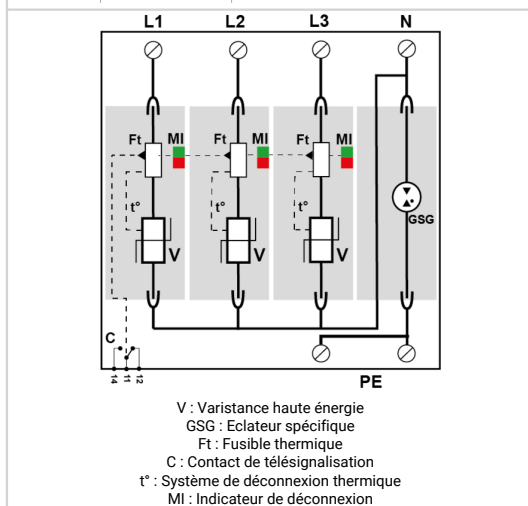 L1 L2 L3 N
Ft MI Ft MI Ft MI
t° t° t°
GSG
V V V
C
14 11 12
PE
V : Varistance haute énergie
GSG : Eclateur spécifique
Ft : Fusible thermique
C : Contact de télésignalisation
t° : Système de déconnexion thermique
MI : Indicateur de déconnexion